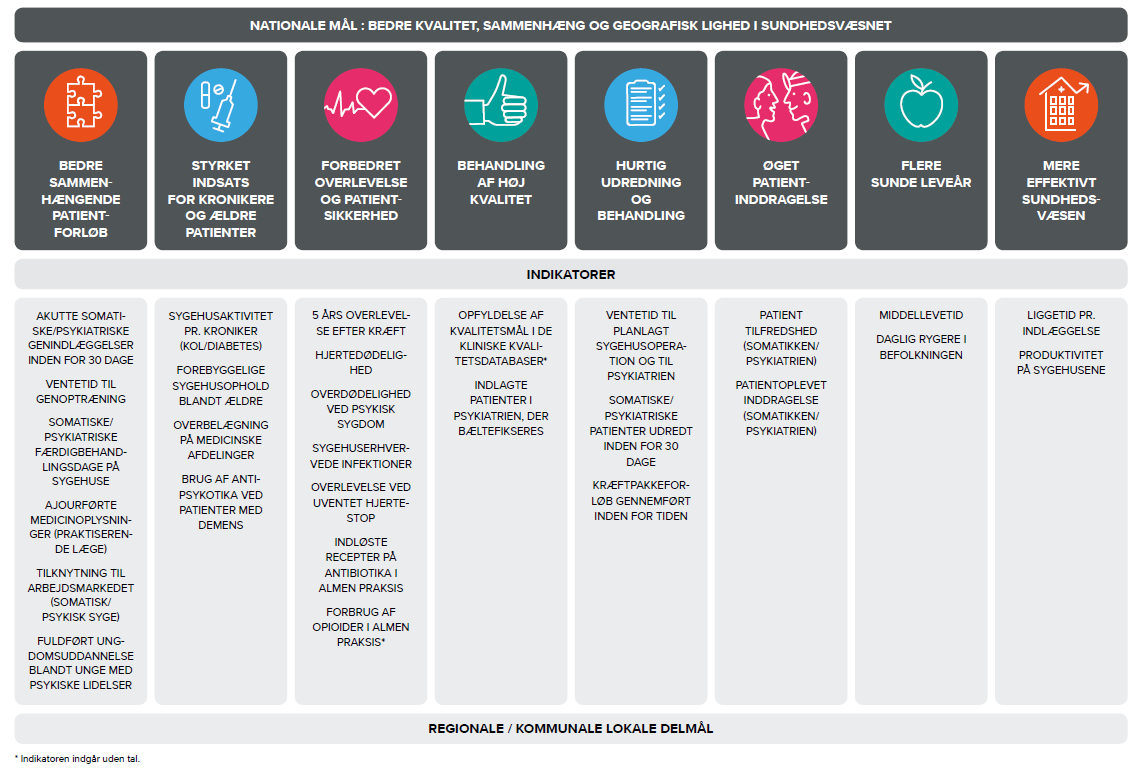 NATIONALE MÅL : BEDRE KVALITET, SAMMENHÆNG OG GEOGRAFISK LIGHED I SUNDHEDSVÆSNET
BEDRE
SAMMEN-
HÆNGENDE
PATIENT-
FORLØB
STYRKET
INDSATS
FOR KRONIKERE
OG ÆLDRE
PATIENTER
FORBEDRET
OVERLEVELSE
OG PATIENT-
SIKKERHED
BEHANDLING
AF HØJ
KVALITET
HURTIG
UDREDNING
OG
BEHANDLING
ØGET
PATIENT-
INDDRAGELSE
FLERE
SUNDE LEVEÅR
MERE
EFFEKTIVT
SUNDHEDS-
VÆSEN
INDIKATORER
AKUTTE SOMATI-
SKE/PSYKIATRISKE
GENINDLÆGGELSER
INDEN FOR 30 DAGE
VENTETID TIL
GENOPTRÆNING
SOMATISKE/
PSYKIATRISKE
FÆRDIGBEHAND-
LINGSDAGE PÅ
SYGEHUSE
AJOURFØRTE
MEDICINOPLYSNIN-
GER (PRAKTISEREN-
DE LÆGE)
TILKNYTNING TIL
ARBEJDSMARKEDET
(SOMATISK/
PSYKISK SYGE)
FULDFØRT UNG-
DOMSUDDANNELSE
BLANDT UNGE MED
PSYKISKE LIDELSER
SYGEHUSAKTIVITET
PR. KRONIKER
(KOL/DIABETES)
FOREBYGGELIGE
SYGEHUSOPHOLD
BLANDT ÆLDRE
OVERBELÆGNING
PÅ MEDICINSKE
AFDELINGER
BRUG AF ANTI-
PSYKOTIKA VED
PATIENTER MED
DEMENS
5 ÅRS OVERLEVEL-
SE EFTER KRÆFT
HJERTEDØDELIG-
HED
OVERDØDELIGHED
VED PSYKISK
SYGDOM
SYGEHUSERHVER-
VEDE INFEKTIONER
OVERLEVELSE VED
UVENTET HJERTE-
STOP
INDLØSTE
RECEPTER PÅ
ANTIBIOTIKA I
ALMEN PRAKSIS
FORBRUG AF
OPIOIDER I ALMEN
PRAKSIS*
OPFYLDELSE AF
KVALITETSMÅL I DE
KLINISKE KVALI-
TETSDATABASER*
INDLAGTE
PATIENTER I
PSYKIATRIEN, DER
BÆLTEFIKSERES
VENTETID TIL
PLANLAGT
SYGEHUSOPERA-
TION OG TIL
PSYKIATRIEN
SOMATISKE/
PSYKIATRISKE
PATIENTER UDREDT
INDEN FOR 30
DAGE
KRÆFTPAKKEFOR-
LØB GENNEMFØRT
INDEN FOR TIDEN
PATIENT
TILFREDSHED
(SOMATIKKEN/
PSYKIATRIEN)
PATIENTOPLEVET
INDDRAGELSE
(SOMATIKKEN/
PSYKIATRIEN)
MIDDELLEVETID
DAGLIG RYGERE I
BEFOLKNINGEN
LIGGETID PR.
INDLÆGGELSE
PRODUKTIVITET
PÅ SYGEHUSENE
REGIONALE / KOMMUNALE LOKALE DELMÅL
* Indikatoren indgår uden tal.